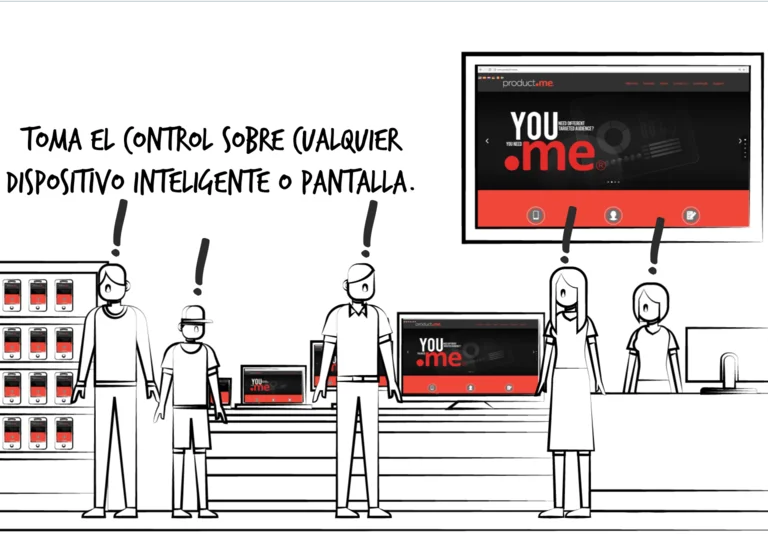 TOMA EL CONTROL SOBRE CUALQUIER
DISPOSITIVO INTELIGENTE O PANTALLA.
product.me
YOU
NEED DIFFERENT
TARGETED AUDIENCE?
YOU NEED
.me
product.me
YOU
.me
YOU
.me